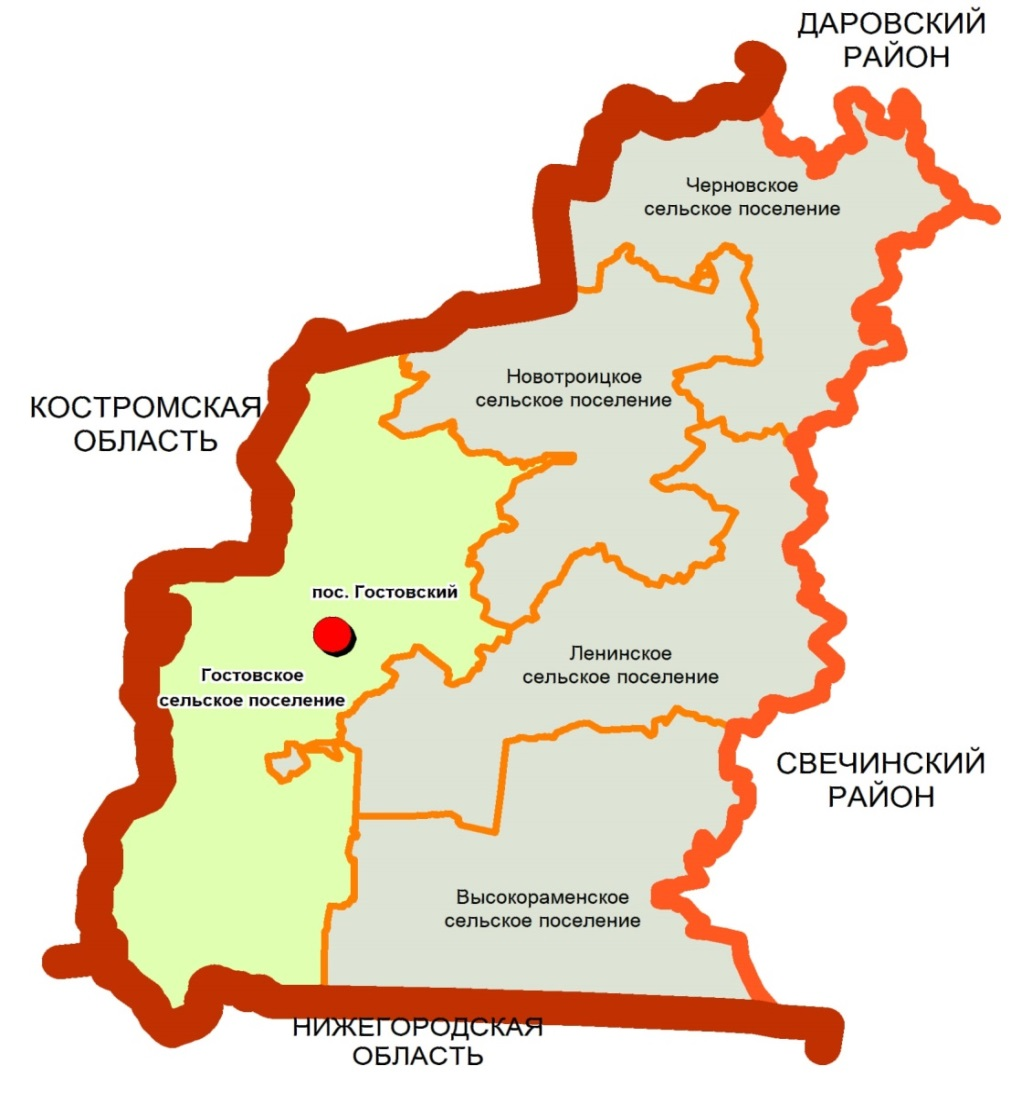 ДАРОВСКИЙ
РАЙОН
Черновское
сельское поселение
Новотроицкое
сельское поселение
КОСТРОМСКАЯ
ОБЛАСТЬ
пос. Гостовский
Гостовское
сельское поселение
Ленинское
сельское поселение
СВЕЧИНСКИЙ
РАЙОН
Высокораменское
сельское поселение
НИЖЕГОРОДСКАЯ
ОБЛАСТЬ